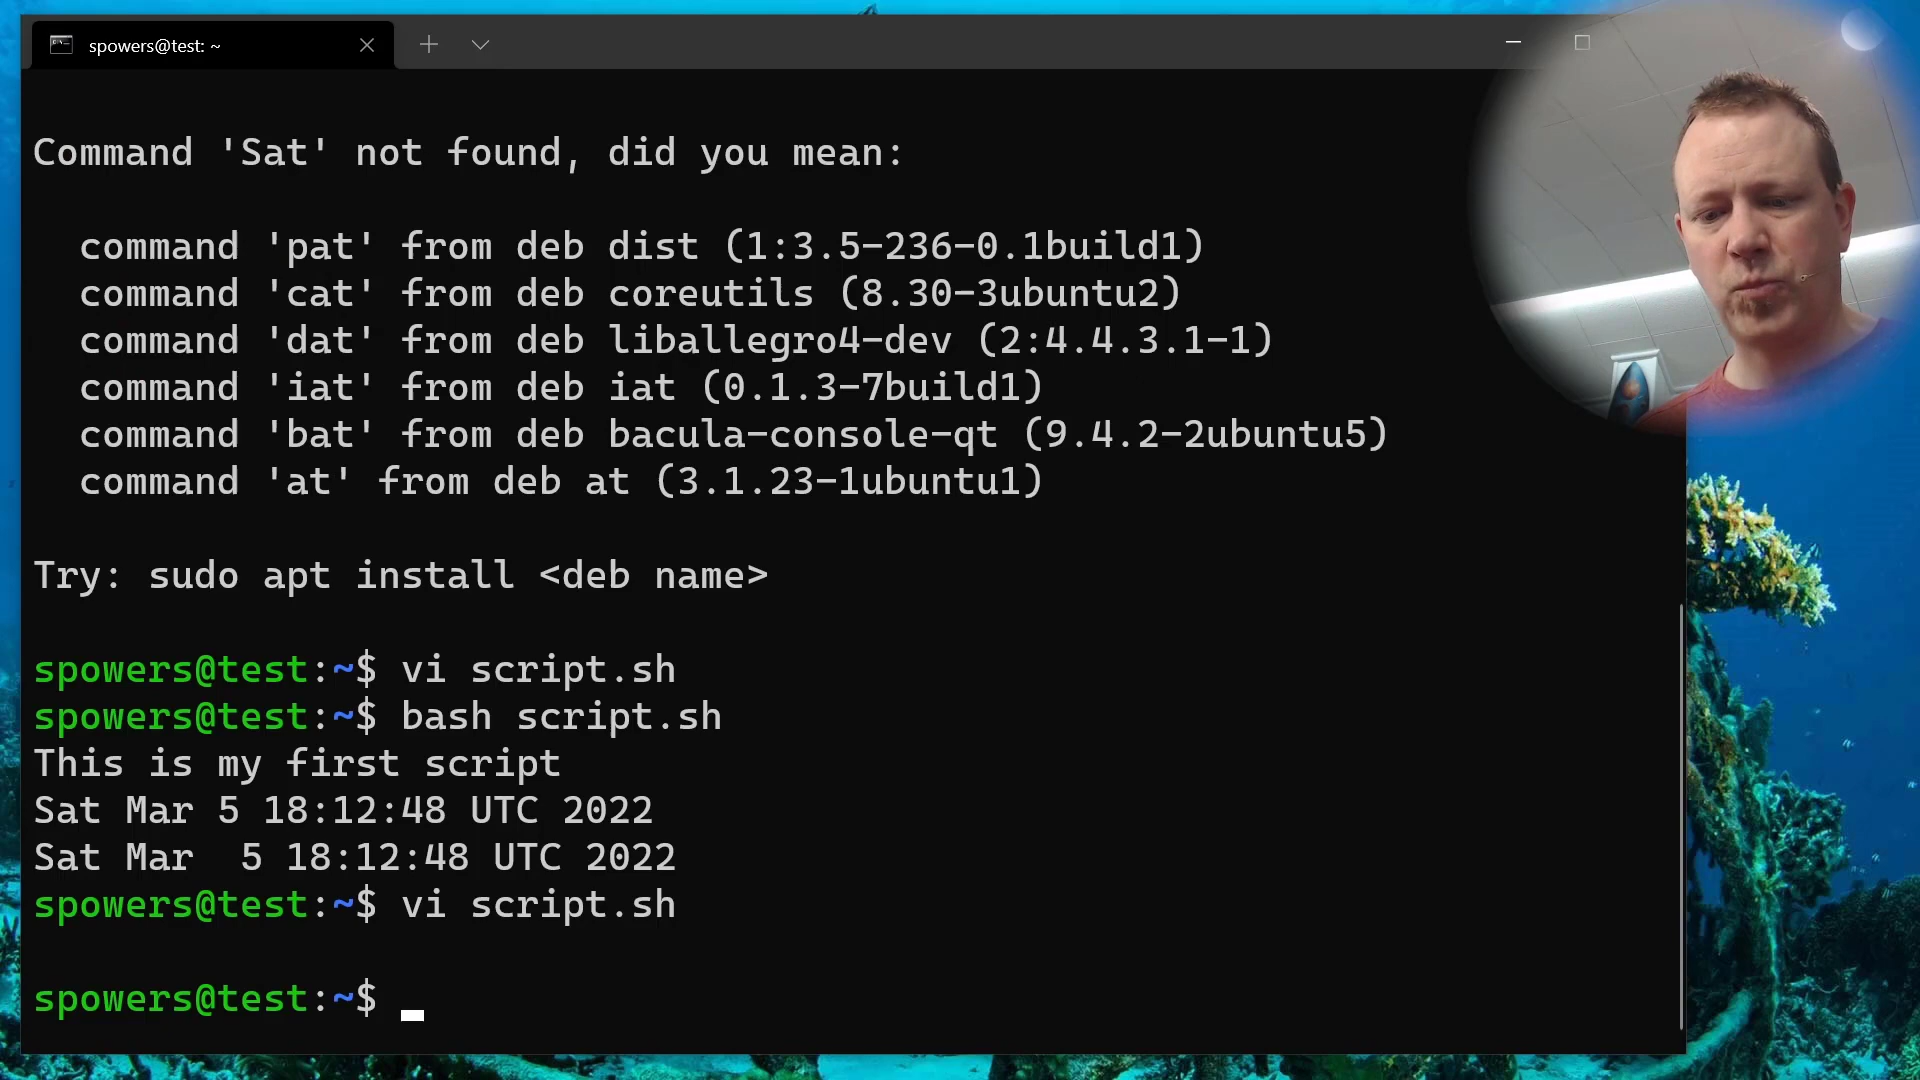 spowers@test: ~
Command 'Sat' not found, did you mean:
command 'pat' from deb dist (1:3.5-236-0.1build1)
command 'cat' from deb coreutils (8.30-3ubuntu2)
command 'dat' from deb liballegro4-dev (2:4.4.3.1-1)
command 'iat' from deb iat (0.1.3-7build1)
command 'bat' from deb bacula-console-qt (9.4.2-2ubuntu5)
command 'at' from deb at (3.1.23-1ubuntu1)
Try: sudo apt install <deb name>
spowers@test:~$ vi script.sh
spowers@test:~$ bash script.sh
This is my first script
Sat Mar 5 18:12:48 UTC 2022
Sat Mar  5 18:12:48 UTC 2022
spowers@test:~$ vi script.sh
spowers@test:~$